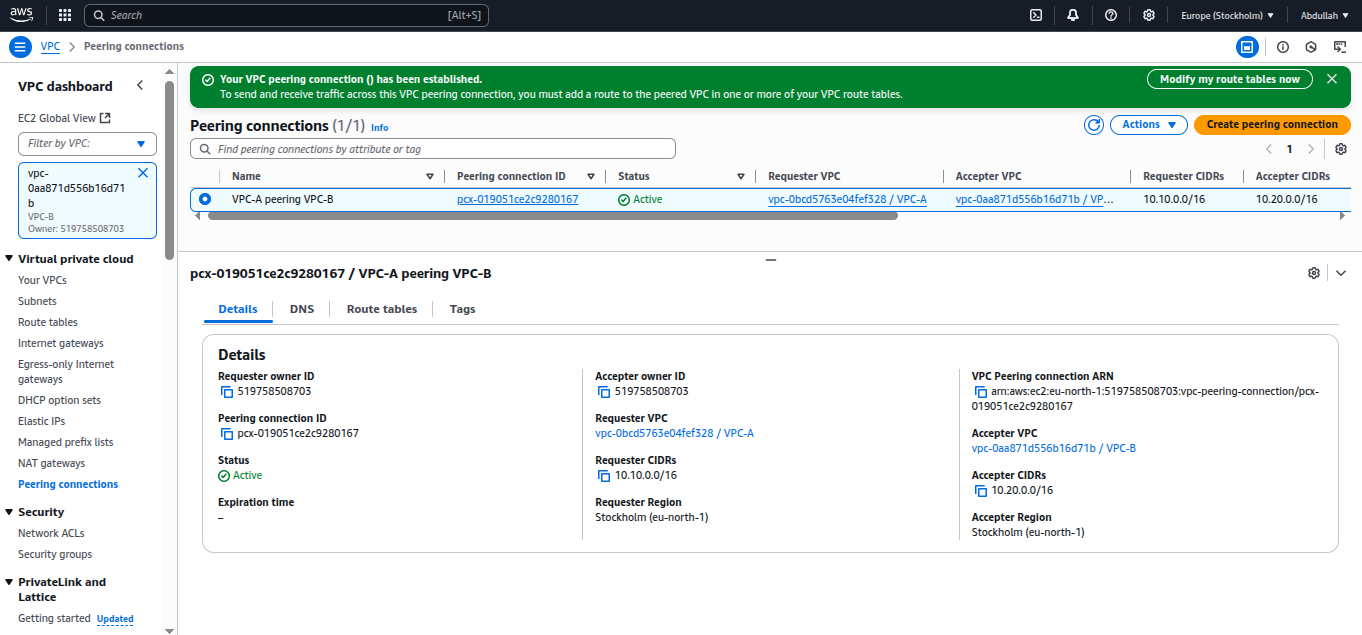 aws
Search [Alt+S]
Europe (Stockholm)
Abdullah
VPC
Peering connections
VPC dashboard
EC2 Global View
Filter by VPC:
vpc-
0aa871d556b16d71
b
VPC-B
Owner: 519758508703
Virtual private cloud
Your VPCs
Subnets
Route tables
Internet gateways
Egress-only Internet
gateways
DHCP option sets
Elastic IPs
Managed prefix lists
NAT gateways
Peering connections
Security
Network ACLs
Security groups
PrivateLink and
Lattice
Getting started Updated
Your VPC peering connection () has been established.
To send and receive traffic across this VPC peering connection, you must add a route to the peered VPC in one or more of your VPC route tables.
Modify my route tables now
Peering connections (1/1) Info
Actions
Create peering connection
Find peering connections by attribute or tag
1
Name Peering connection ID Status Requester VPC Accepter VPC Requester CIDRs Accepter CIDRs
VPC-A peering VPC-B pcx-019051ce2c9280167 Active vpc-0bcd5763e04fef328 / VPC-A vpc-0aa871d556b16d71b / VP... 10.10.0.0/16 10.20.0.0/16
pcx-019051ce2c9280167 / VPC-A peering VPC-B
Details DNS Route tables Tags
Details
Requester owner ID
519758508703
Peering connection ID
pcx-019051ce2c9280167
Status
Active
Expiration time
–
Accepter owner ID
519758508703
Requester VPC
vpc-0bcd5763e04fef328 / VPC-A
Requester CIDRs
10.10.0.0/16
Requester Region
Stockholm (eu-north-1)
VPC Peering connection ARN
arn:aws:ec2:eu-north-1:519758508703:vpc-peering-connection/pcx-
019051ce2c9280167
Accepter VPC
vpc-0aa871d556b16d71b / VPC-B
Accepter CIDRs
10.20.0.0/16
Accepter Region
Stockholm (eu-north-1)